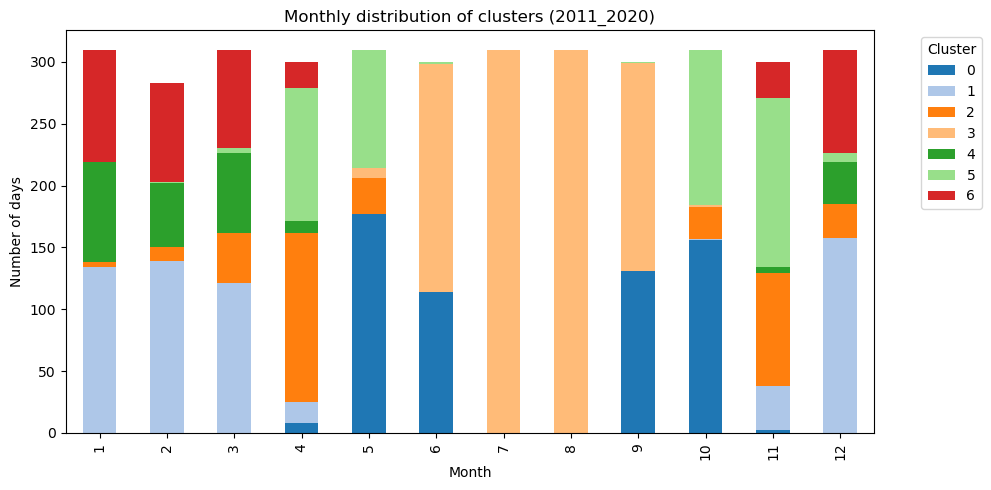 Monthly distribution of clusters (2011_2020)
Number of days
300
250
200
150
100
50
0
1 2 3 4 5 6 7 8 9 10 11 12
Month
Cluster
0
1
2
3
4
5
6